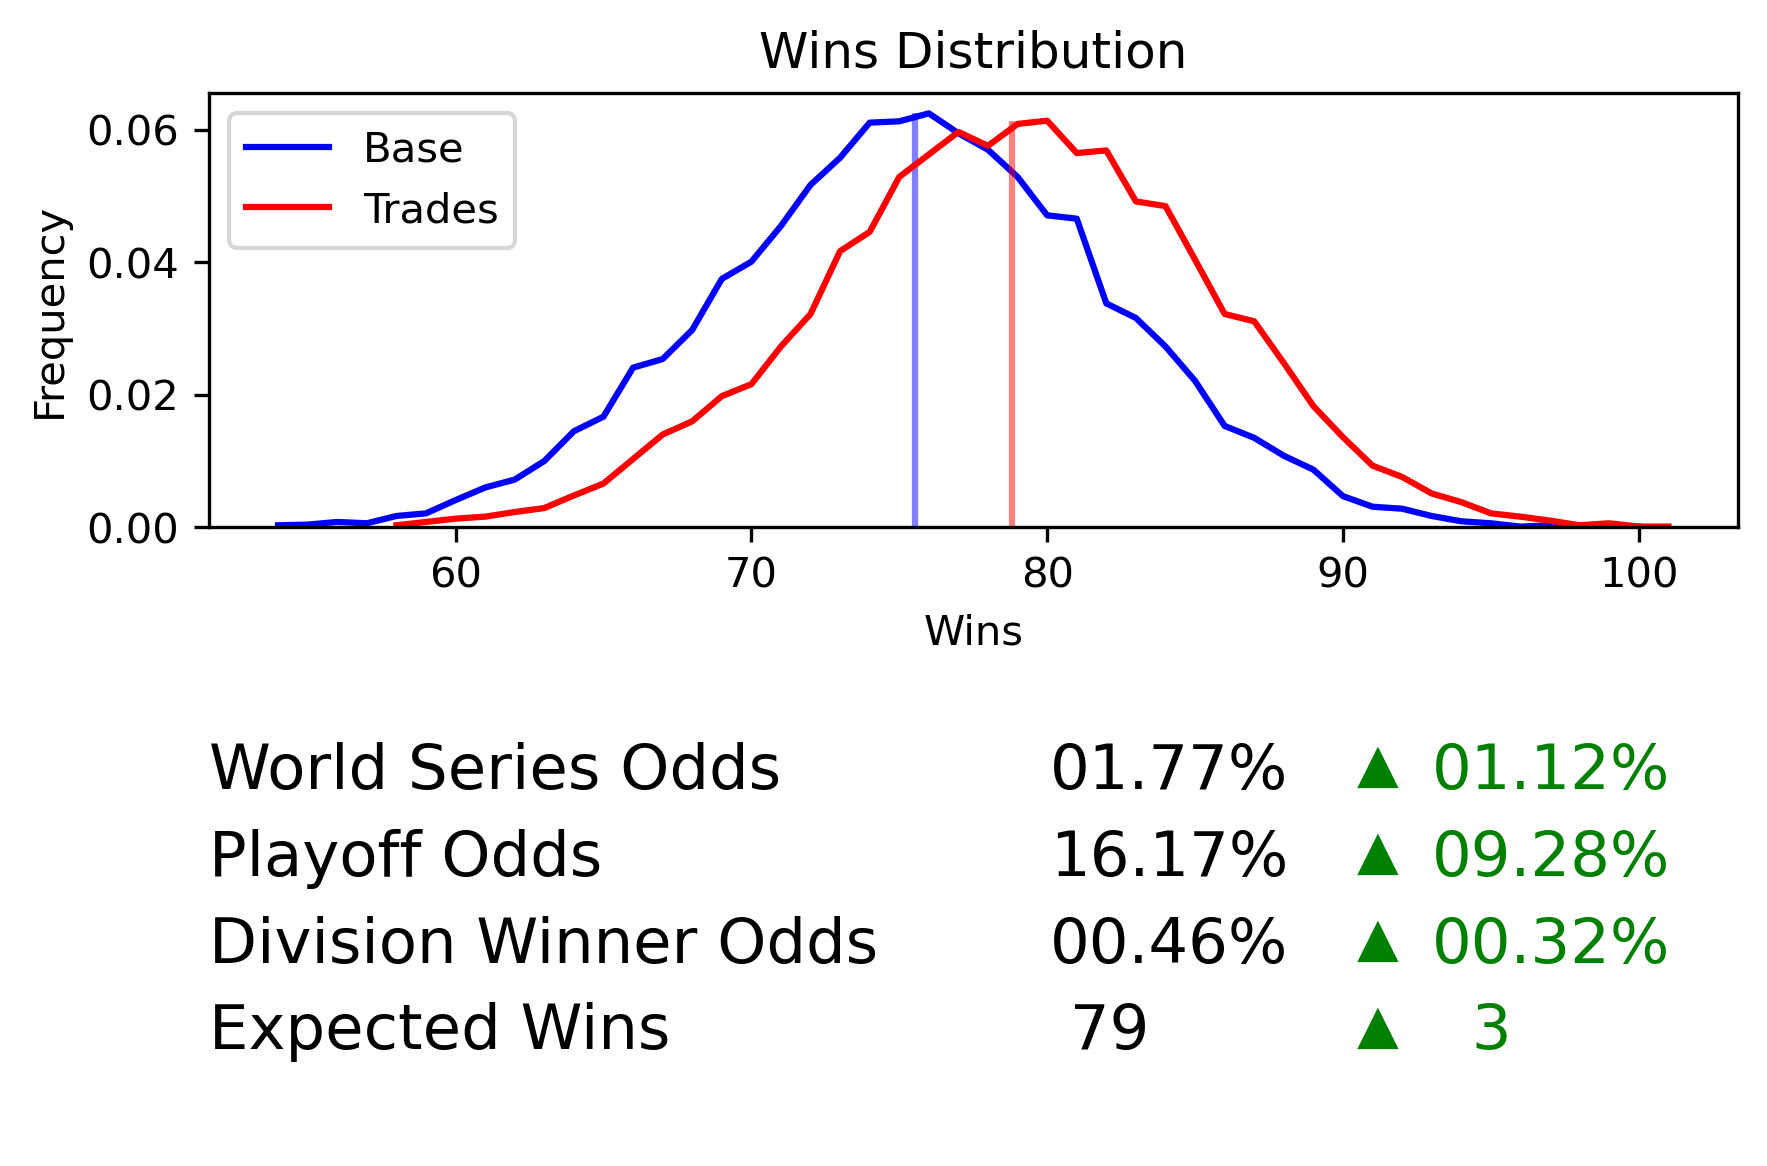 Wins Distribution
Base
Trades
Frequency
0.06
0.04
0.02
0.00
60 70 80 90 100
Wins
World Series Odds 01.77% ▲ 01.12%
Playoff Odds 16.17% ▲ 09.28%
Division Winner Odds 00.46% ▲ 00.32%
Expected Wins 79 ▲ 3